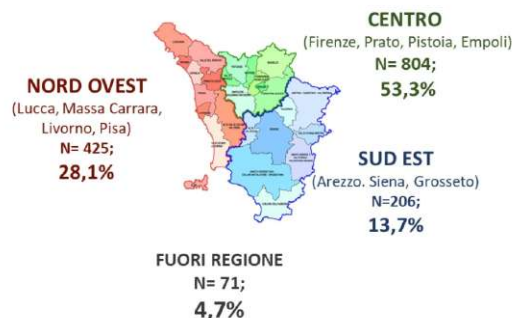 CENTRO
(Firenze, Prato, Pistoia, Empoli)
N= 804;
53,3%
NORD OVEST
(Lucca, Massa Carrara,
Livorno, Pisa)
N= 425;
28,1%
SUD EST
(Arezzo. Siena, Grosseto)
N=206;
13,7%
FUORI REGIONE
N= 71;
4,7%